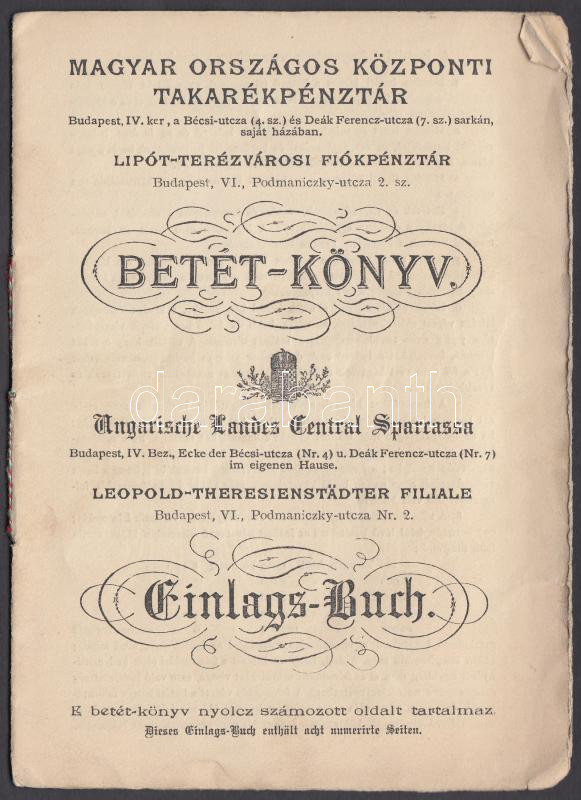 MAGYAR ORSZÁGOS KÖZPONTI
TAKARÉKPÉNZTÁR
Budapest, IV. ker, a Bécsi-utcza (4. sz.) és Deák Ferencz-utcza (7. sz.) sarkán,
saját házában.
LIPÓT-TERÉZVÁROSI FIÓKPÉNZTÁR
Budapest, VI., Podmaniczky-utcza 2. sz.
BETÉT-KÖNYV.
darabanth
Ungarische Landes Central Sparcassa
Budapest, IV. Bez., Ecke der Bécsi-utcza (Nr. 4) u. Deák Ferencz-utcza (Nr. 7)
im eigenen Hause.
LEOPOLD-THERESIENSTÄDTER FILIALE
Budapest, VI., Podmaniczky-utcza Nr. 2.
Einlags-Buch.
E betét-könyv nyolcz számozott oldalt tartalmaz
Dieses Einlags-Buch enthält acht numerirte Seiten.